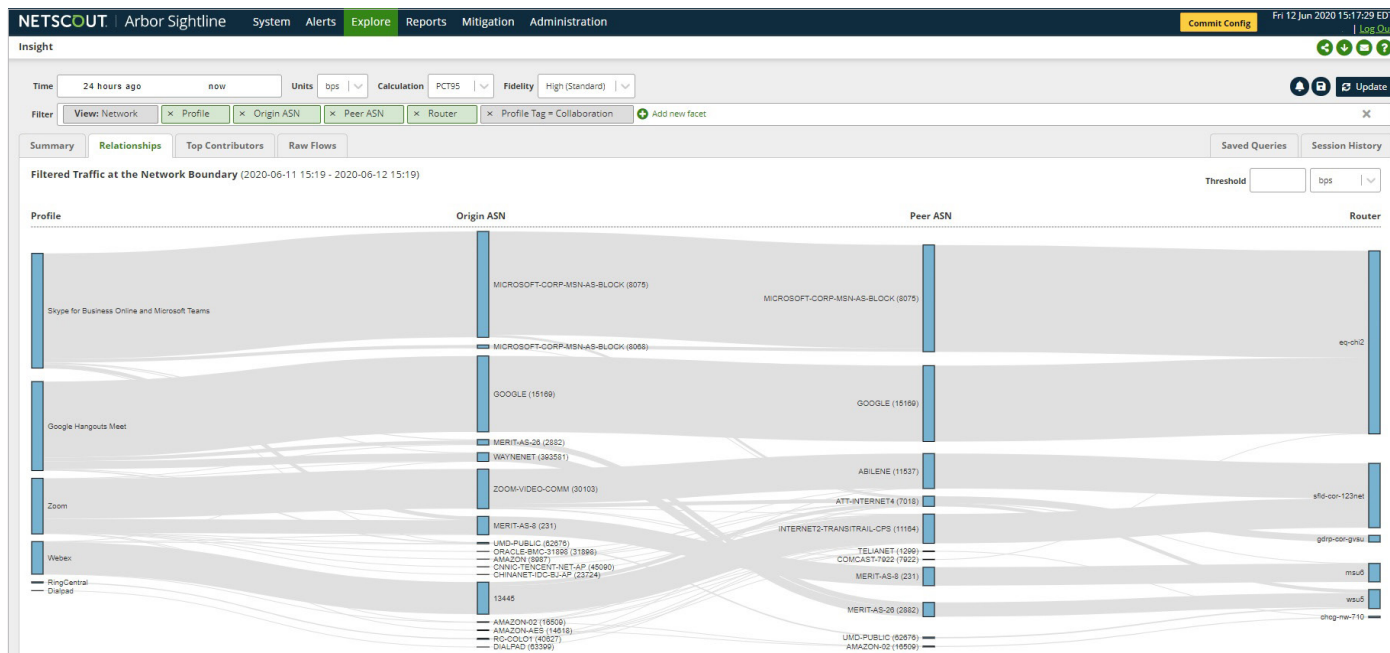 NETSCOUT. Arbor Sightline System Alerts Explore Reports Mitigation Administration
Commit Config
Fri 12 Jun 2020 15:17:29 EDT
| Log Ou
Insight
Time 24 hours ago now Units bps Calculation PCT95 Fidelity High (Standard) Update
Filter View: Network × Profile × Origin ASN × Peer ASN × Router × Profile Tag = Collaboration Add new facet
Summary Relationships Top Contributors Raw Flows Saved Queries Session History
Filtered Traffic at the Network Boundary (2020-06-11 15:19 - 2020-06-12 15:19)
Threshold bps
Profile Origin ASN Peer ASN Router
Skype for Business Online and Microsoft Teams
Google Hangouts Meet
Zoom
Webex
RingCentral
Dialpad
MICROSOFT-CORP-MSN-AS-BLOCK (8075)
MICROSOFT-CORP-MSN-AS-BLOCK (8068)
GOOGLE (15169)
MERIT-AS-26 (2882)
WAYNENET (393581)
ZOOM-VIDEO-COMM (30103)
MERIT-AS-8 (231)
UMD-PUBLIC (62676)
ORACLE-BMC-31898 (31898)
AMAZON (8987)
CNNIC-TENCENT-NET-AP (45090)
CHINANET-IDC-BJ-AP (23724)
13445
AMAZON-02 (16509)
AMAZON-AES (14618)
RC-COLO1 (40627)
DIALPAD (63399)
MICROSOFT-CORP-MSN-AS-BLOCK (8075)
GOOGLE (15169)
ABILENE (11537)
ATT-INTERNET4 (7018)
INTERNET2-TRANSITRAIL-CPS (11164)
TELIANET (1299)
COMCAST-7922 (7922)
MERIT-AS-8 (231)
MERIT-AS-26 (2882)
UMD-PUBLIC (62676)
AMAZON-02 (16509)
eq-chi2
sfld-cor-123net
gdrp-cor-gvsu
msu6
wsu5
chcg-nw-710